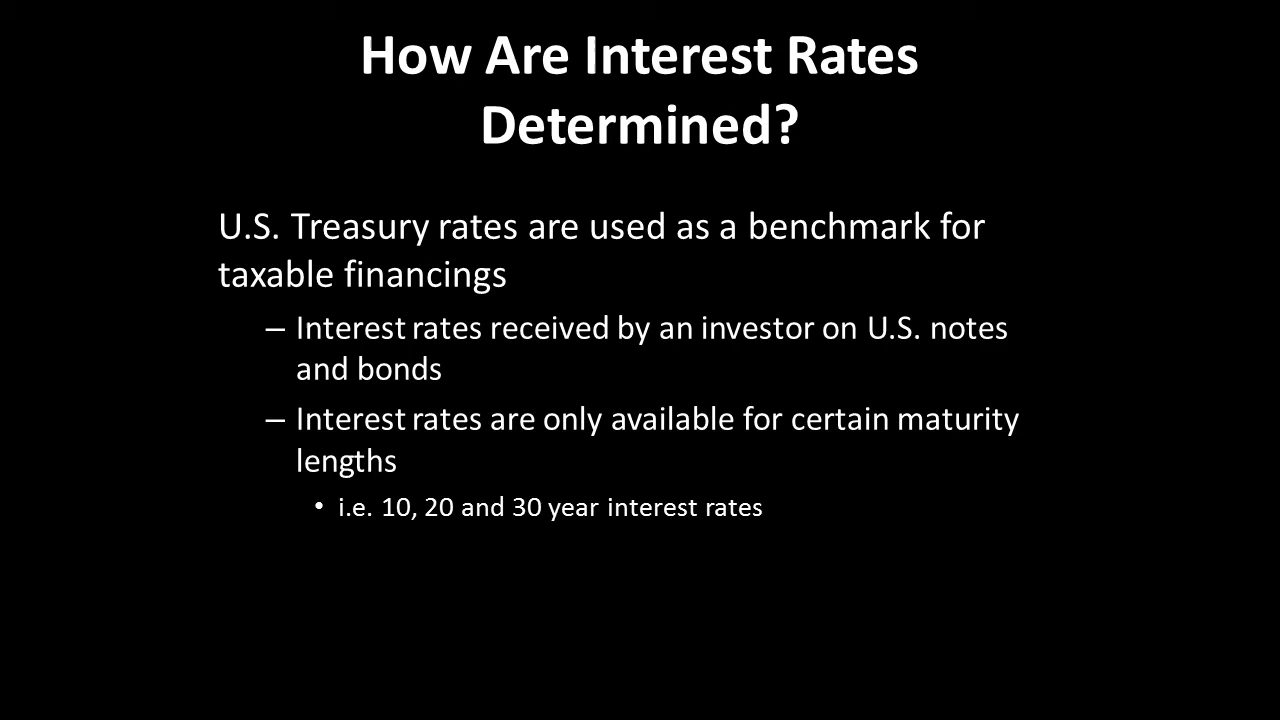 How Are Interest Rates
Determined?
U.S. Treasury rates are used as a benchmark for
taxable financings
– Interest rates received by an investor on U.S. notes
and bonds
– Interest rates are only available for certain maturity
lengths
• i.e. 10, 20 and 30 year interest rates